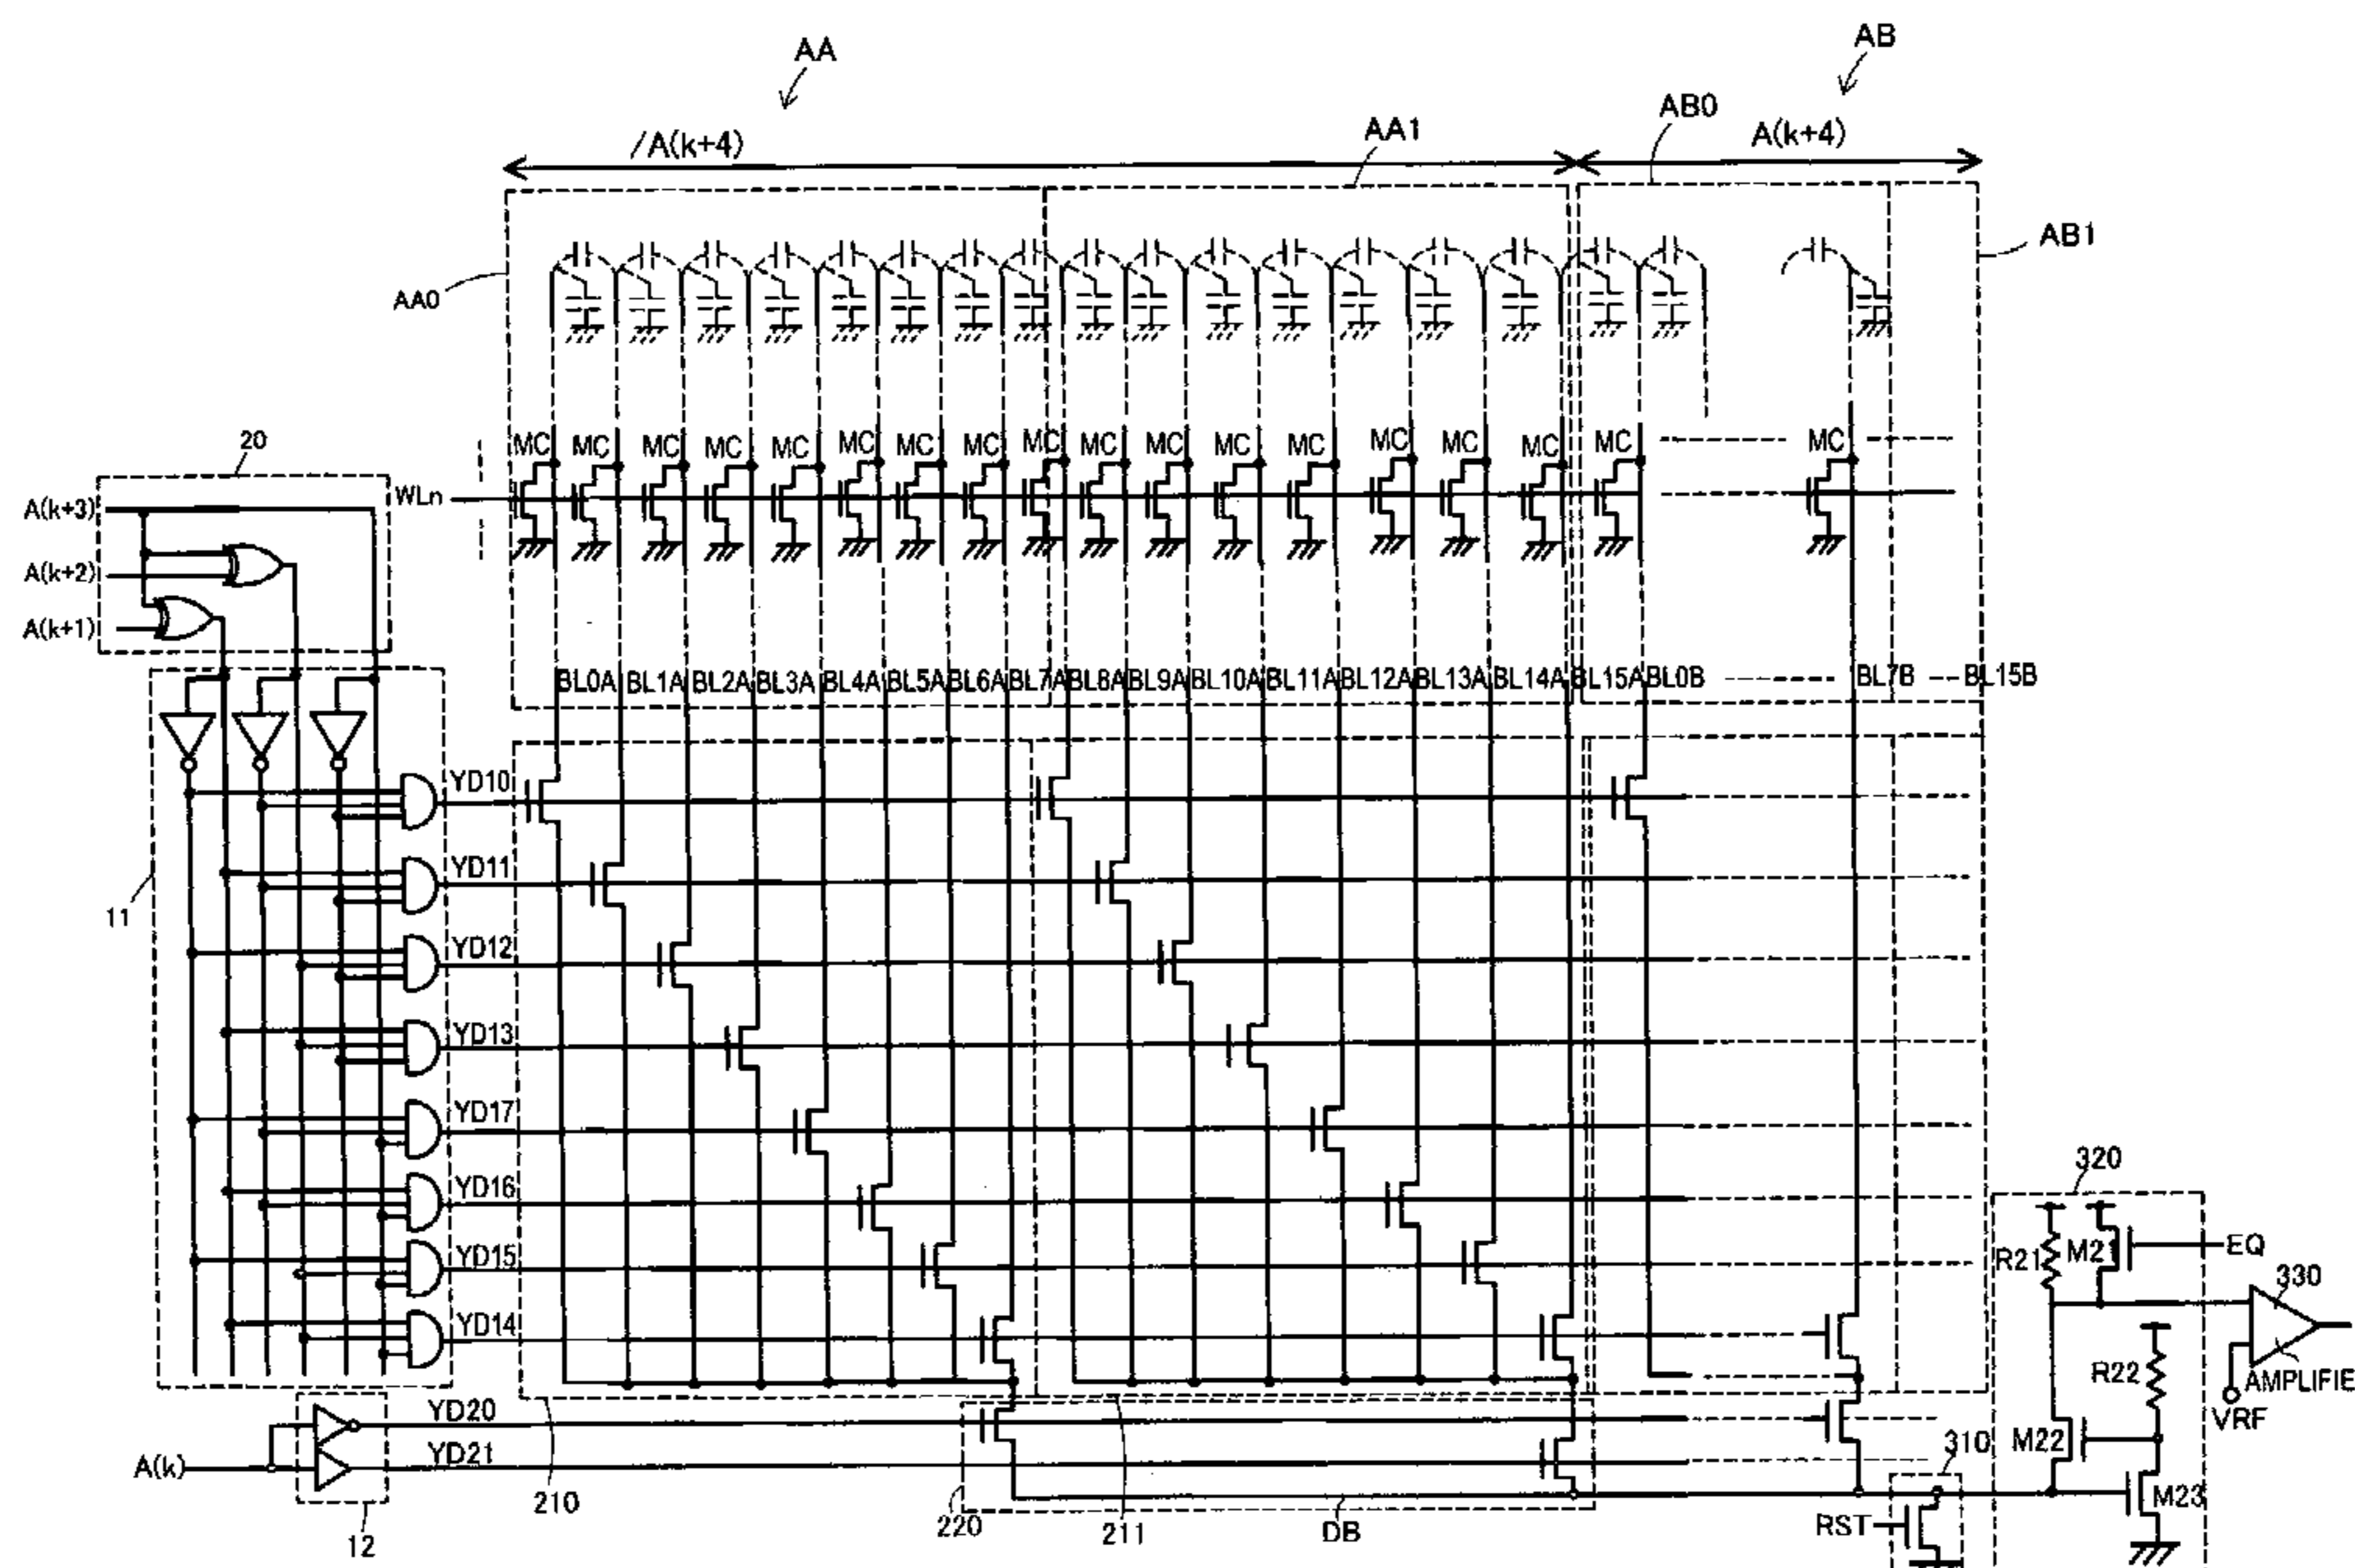 AA
AB
AB0
/A(k+4)
AA1
A(k+4)
AB1
AA0
20
MC MC MC MC MC MC MC MC MC MC MC MC MC MC MC MC MC MC
A(k+3)
WLn
A(k+2)
A(k+1)
BL0A BL1A BL2A BL3A BL4A BL5A BL6A BL7A BL8A BL9A BL10A BL11A BL12A BL13A BL14A BL15A BL0B BL7B BL15B
YD10
YD11
11
YD12
YD13
YD17
YD16
YD15
YD14
320
R21 M21 EQ
330
R22
AMPLIFIE
VRF
YD20
M22
310
A(k)
YD21
210
M23
12
220
211
DB
RST